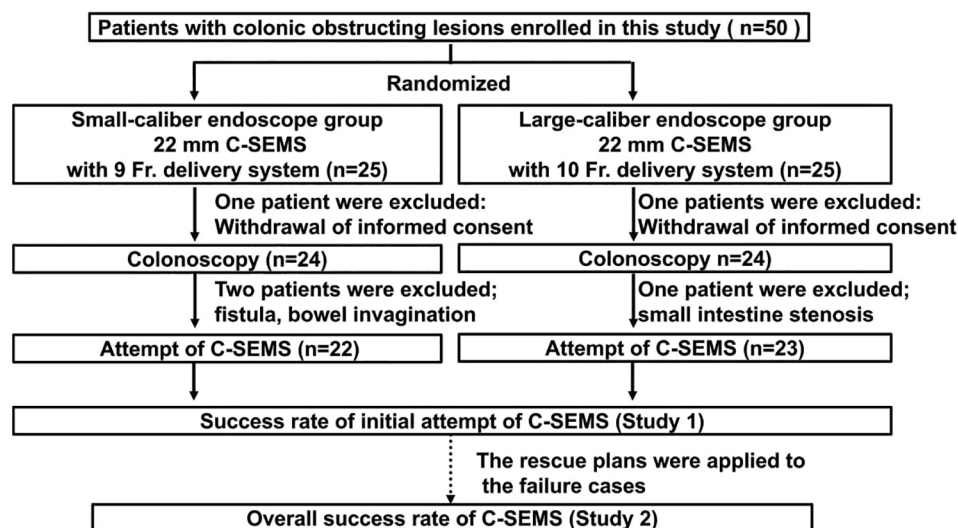 Patients with colonic obstructing lesions enrolled in this study ( n=50 )
Randomized
Small-caliber endoscope group
22 mm C-SEMS
with 9 Fr. delivery system (n=25)
Large-caliber endoscope group
22 mm C-SEMS
with 10 Fr. delivery system (n=25)
One patient were excluded:
Withdrawal of informed consent
One patients were excluded:
Withdrawal of informed consent
Colonoscopy (n=24)
Colonoscopy n=24)
Two patients were excluded;
fistula, bowel invagination
One patient were excluded;
small intestine stenosis
Attempt of C-SEMS (n=22)
Attempt of C-SEMS (n=23)
Success rate of initial attempt of C-SEMS (Study 1)
The rescue plans were applied to
the failure cases
Overall success rate of C-SEMS (Study 2)